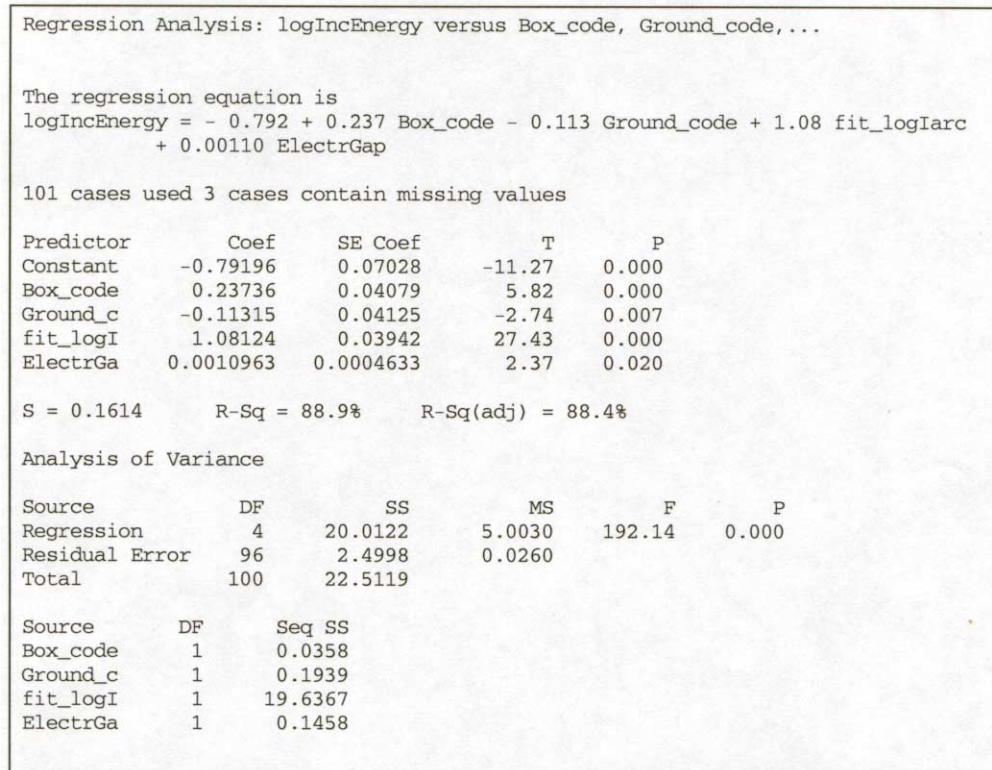 Regression Analysis: logIncEnergy versus Box_code, Ground_code,...
The regression equation is
logIncEnergy = - 0.792 + 0.237 Box_code - 0.113 Ground_code + 1.08 fit_logIarc
+ 0.00110 ElectrGap
101 cases used 3 cases contain missing values
Predictor Coef SE Coef T P
Constant -0.79196 0.07028 -11.27 0.000
Box_code 0.23736 0.04079 5.82 0.000
Ground_c -0.11315 0.04125 -2.74 0.007
fit_logI 1.08124 0.03942 27.43 0.000
ElectrGa 0.0010963 0.0004633 2.37 0.020
S = 0.1614 R-Sq = 88.9% R-Sq(adj) = 88.4%
Analysis of Variance
Source DF SS MS F P
Regression 4 20.0122 5.0030 192.14 0.000
Residual Error 96 2.4998 0.0260
Total 100 22.5119
Source DF Seq SS
Box_code 1 0.0358
Ground_c 1 0.1939
fit_logI 1 19.6367
ElectrGa 1 0.1458